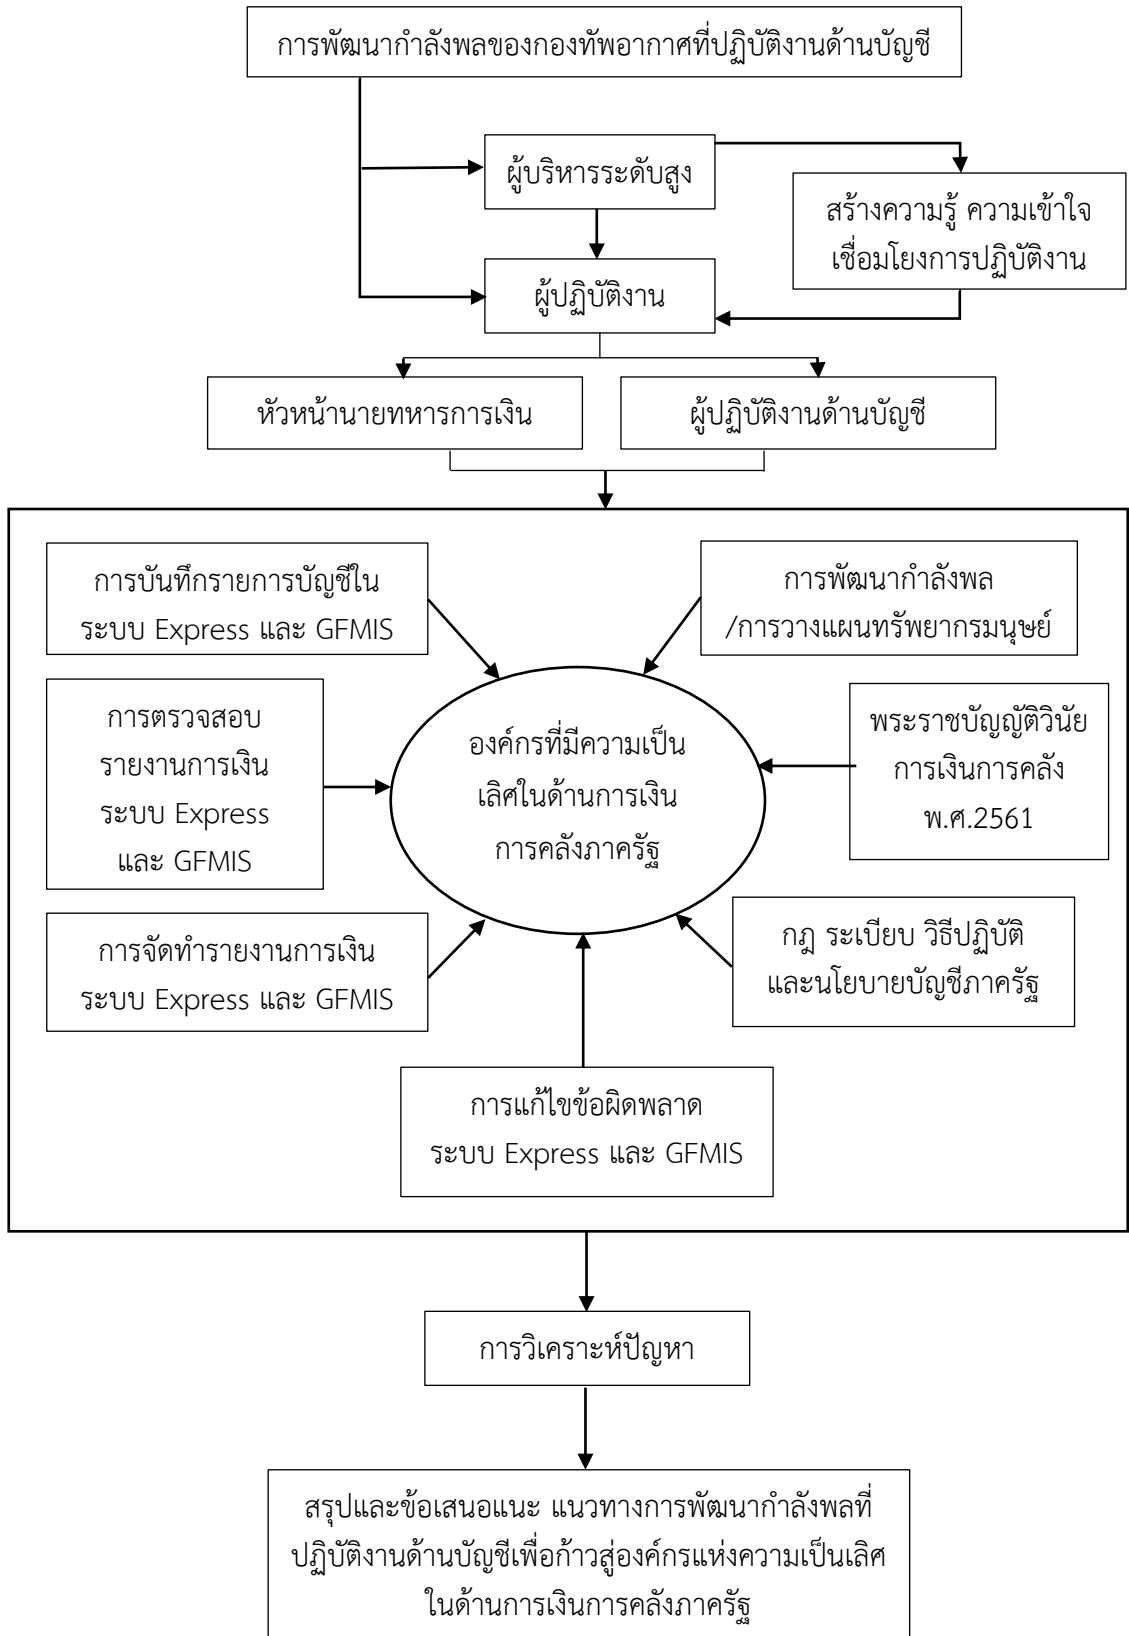 การพัฒนากำลังพลของกองทัพอากาศที่ปฏิบัติงานด้านบัญชี
ผู้บริหารระดับสูง
สร้างความรู้ ความเข้าใจ
เชื่อมโยงการปฏิบัติงาน
ผู้ปฏิบัติงาน
หัวหน้านายทหารการเงิน
ผู้ปฏิบัติงานด้านบัญชี
การบันทึกรายการบัญชีใน
ระบบ Express และ GFMIS
การพัฒนากำลังพล
/การวางแผนทรัพยากรมนุษย์
การตรวจสอบ
รายงานการเงิน
ระบบ Express
และ GFMIS
องค์กรที่มีความเป็น
เลิศในด้านการเงิน
การคลังภาครัฐ
พระราชบัญญัติวินัย
การเงินการคลัง
พ.ศ.2561
การจัดทำรายงานการเงิน
ระบบ Express และ GFMIS
กฎ ระเบียบ วิธีปฏิบัติ
และนโยบายบัญชีภาครัฐ
การแก้ไขข้อผิดพลาด
ระบบ Express และ GFMIS
การวิเคราะห์ปัญหา
สรุปและข้อเสนอแนะ แนวทางการพัฒนากำลังพลที่
ปฏิบัติงานด้านบัญชีเพื่อก้าวสู่องค์กรแห่งความเป็นเลิศ
ในด้านการเงินการคลังภาครัฐ